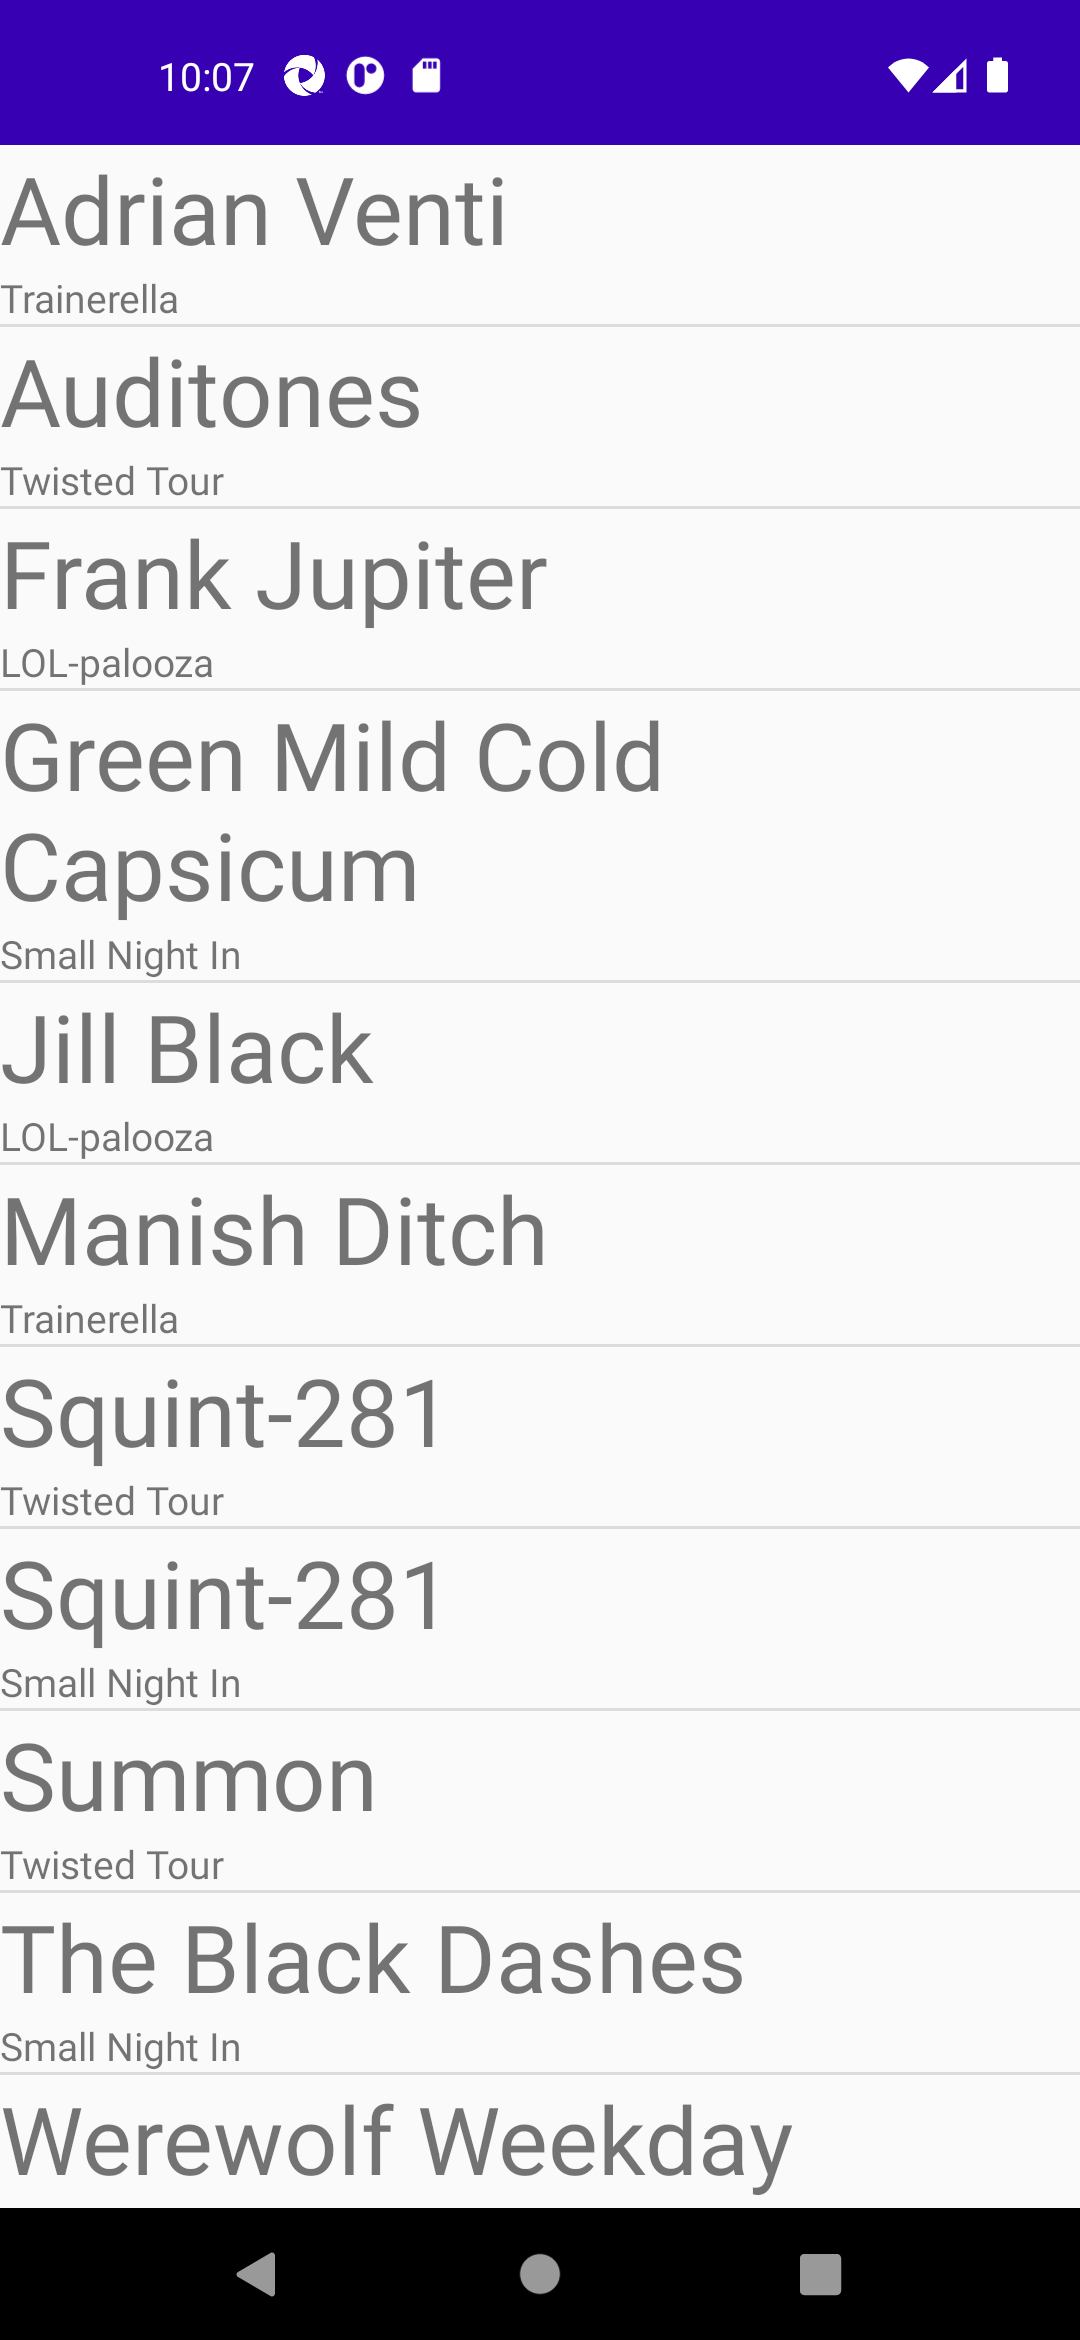 10:07
Adrian Venti
Trainerella
Auditones
Twisted Tour
Frank Jupiter
LOL-palooza
Green Mild Cold
Capsicum
Small Night In
Jill Black
LOL-palooza
Manish Ditch
Trainerella
Squint-281
Twisted Tour
Squint-281
Small Night In
Summon
Twisted Tour
The Black Dashes
Small Night In
Werewolf Weekday